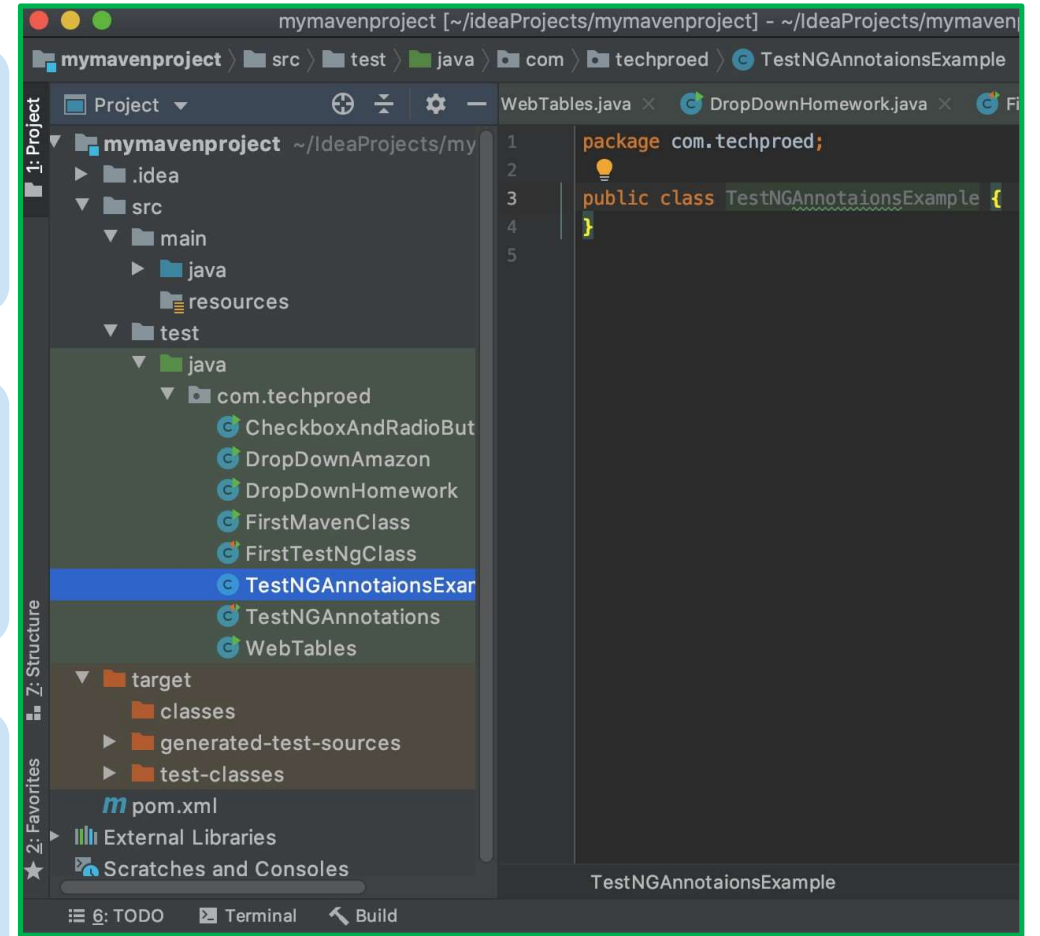 mymavenproject [~/ideaProjects/mymavenproject] - ~/IdeaProjects/mymaven
mymavenproject src test java com techproed TestNGAnnotaionsExample
1: Project
Z: Structure
2: Favorites
Project
mymavenproject ~/IdeaProjects/my
.idea
src
main
java
resources
test
java
com.techproed
CheckboxAndRadioBut
DropDownAmazon
DropDownHomework
FirstMavenClass
FirstTestNgClass
TestNGAnnotaionsExar
TestNGAnnotations
WebTables
target
classes
generated-test-sources
test-classes
m pom.xml
External Libraries
Scratches and Consoles
WebTables.java DropDownHomework.java Fi
1 package com.techproed;
2
3 public class TestNGAnnotaionsExample {
4 }
5
TestNGAnnotaionsExample
6: TODO Terminal Build